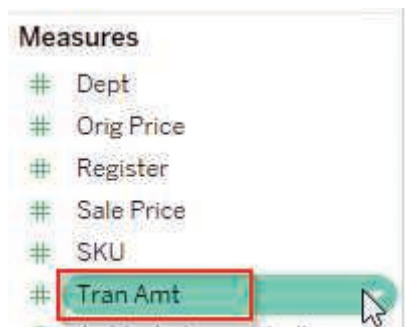 Measures
# Dept
# Orig Price
# Register
# Sale Price
# SKU
# Tran Amt